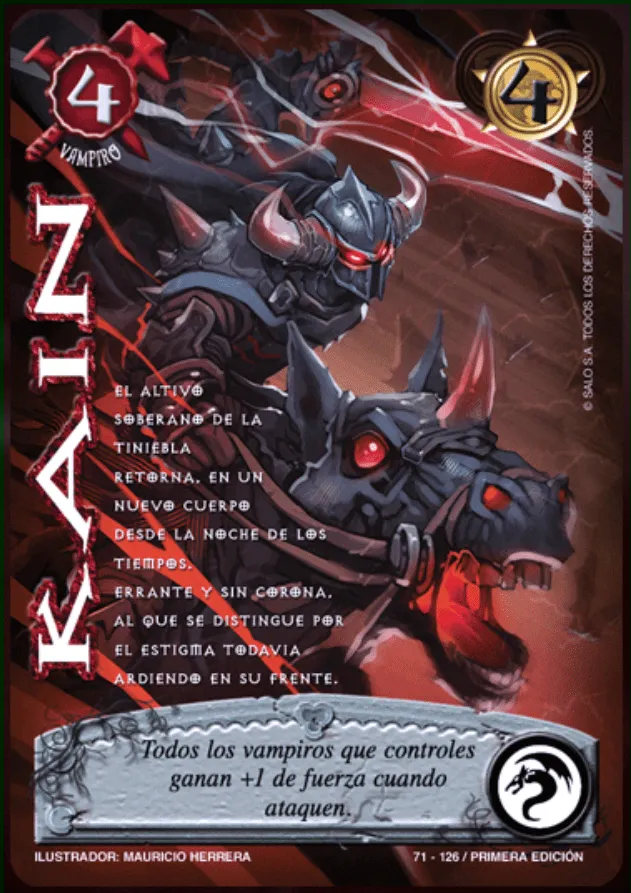 4
VAMPIRO
4
© SALO S.A. TODOS LOS DERECHOS RESERVADOS.
KAIN
EL ALTIVO
SOBERANO DE LA
TINIEBLA
RETORNA, EN UN
NUEVO CUERPO
DESDE LA NOCHE DE LOS
TIEMPOS.
ERRANTE Y SIN CORONA,
AL QUE SE DISTINGUE POR
EL ESTIGMA TODAVIA
ARDIENDO EN SU FRENTE.
Todos los vampiros que controles
ganan +1 de fuerza cuando
ataquen.
ILUSTRADOR: MAURICIO HERRERA
71 - 126 / PRIMERA EDICIÓN